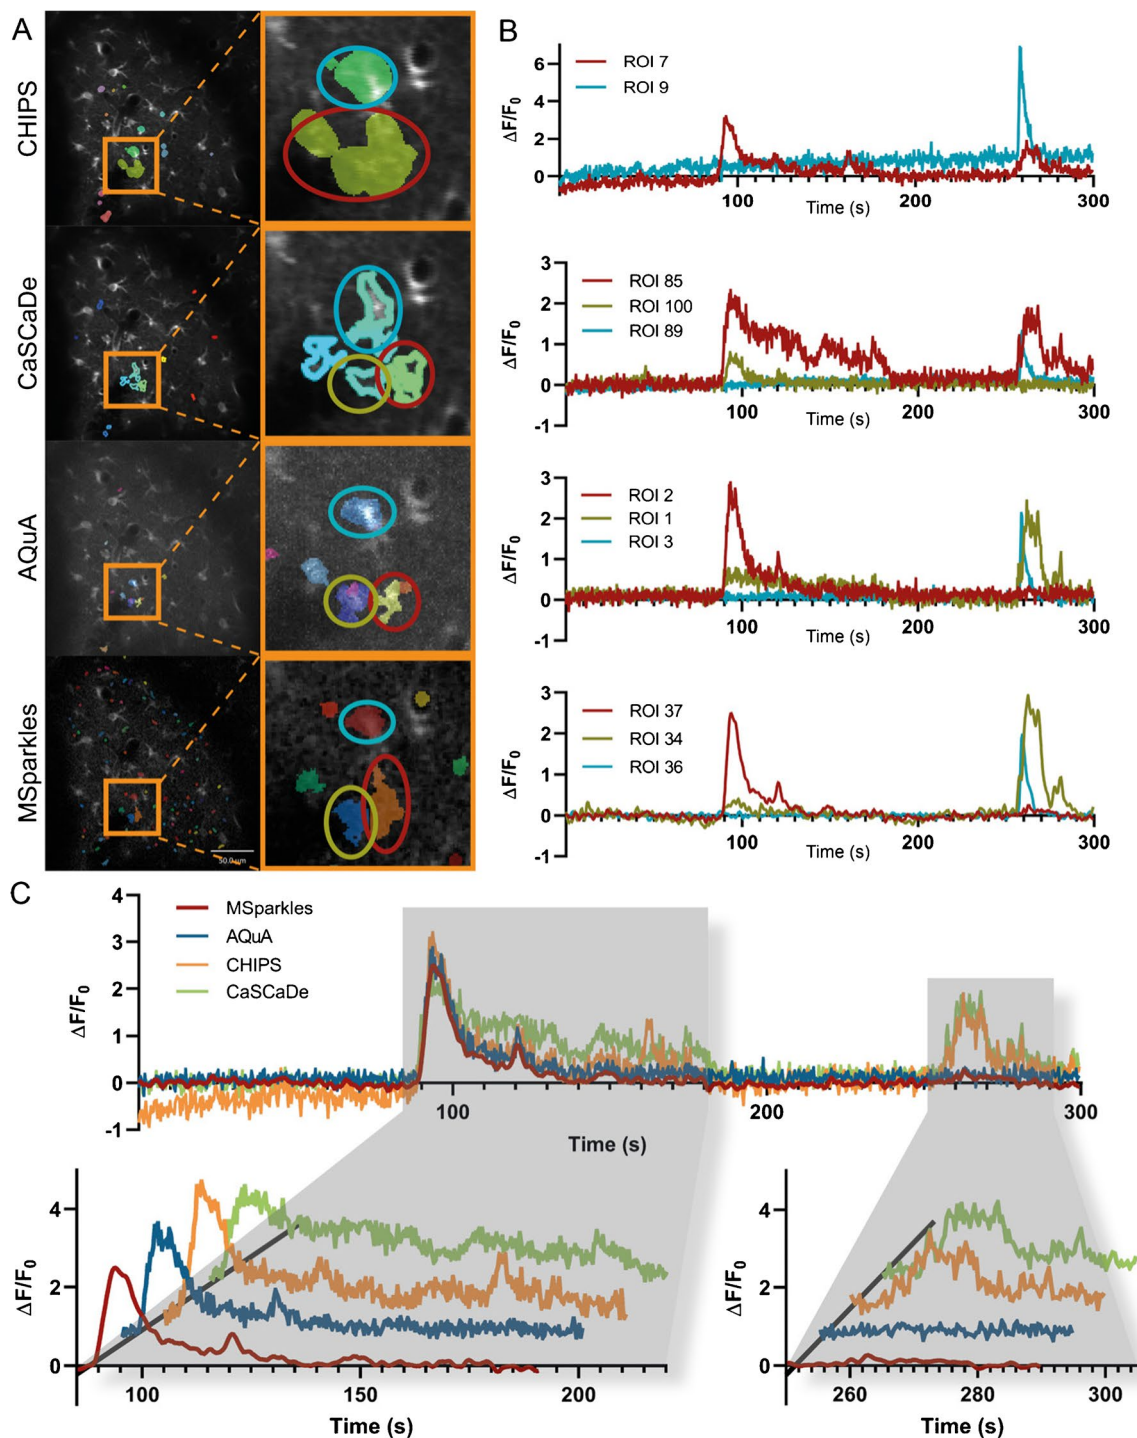 A
CHIPS
CaSCaDe
AQuA
MSparkles
50.0 um
B
ROI 7
ROI 9
ΔF/F0
6
4
2
0
100
200
300
Time (s)
ROI 85
ROI 100
ROI 89
ΔF/F0
3
2
1
0
-1
100
200
300
Time (s)
ROI 2
ROI 1
ROI 3
ΔF/F0
3
2
1
0
-1
100
200
300
Time (s)
ROI 37
ROI 34
ROI 36
ΔF/F0
3
2
1
0
-1
100
200
300
Time (s)
C
MSparkles
AQuA
CHIPS
CaSCaDe
ΔF/F0
4
3
2
1
0
-1
100
200
300
Time (s)
ΔF/F0
4
2
0
100
150
200
Time (s)
ΔF/F0
4
2
0
260
280
300
Time (s)